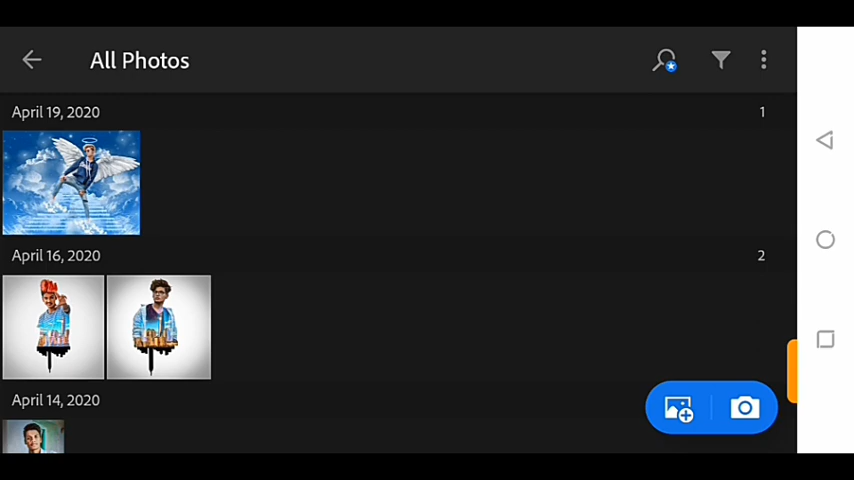 All Photos
April 19, 2020 1
April 16, 2020 2
April 14, 2020